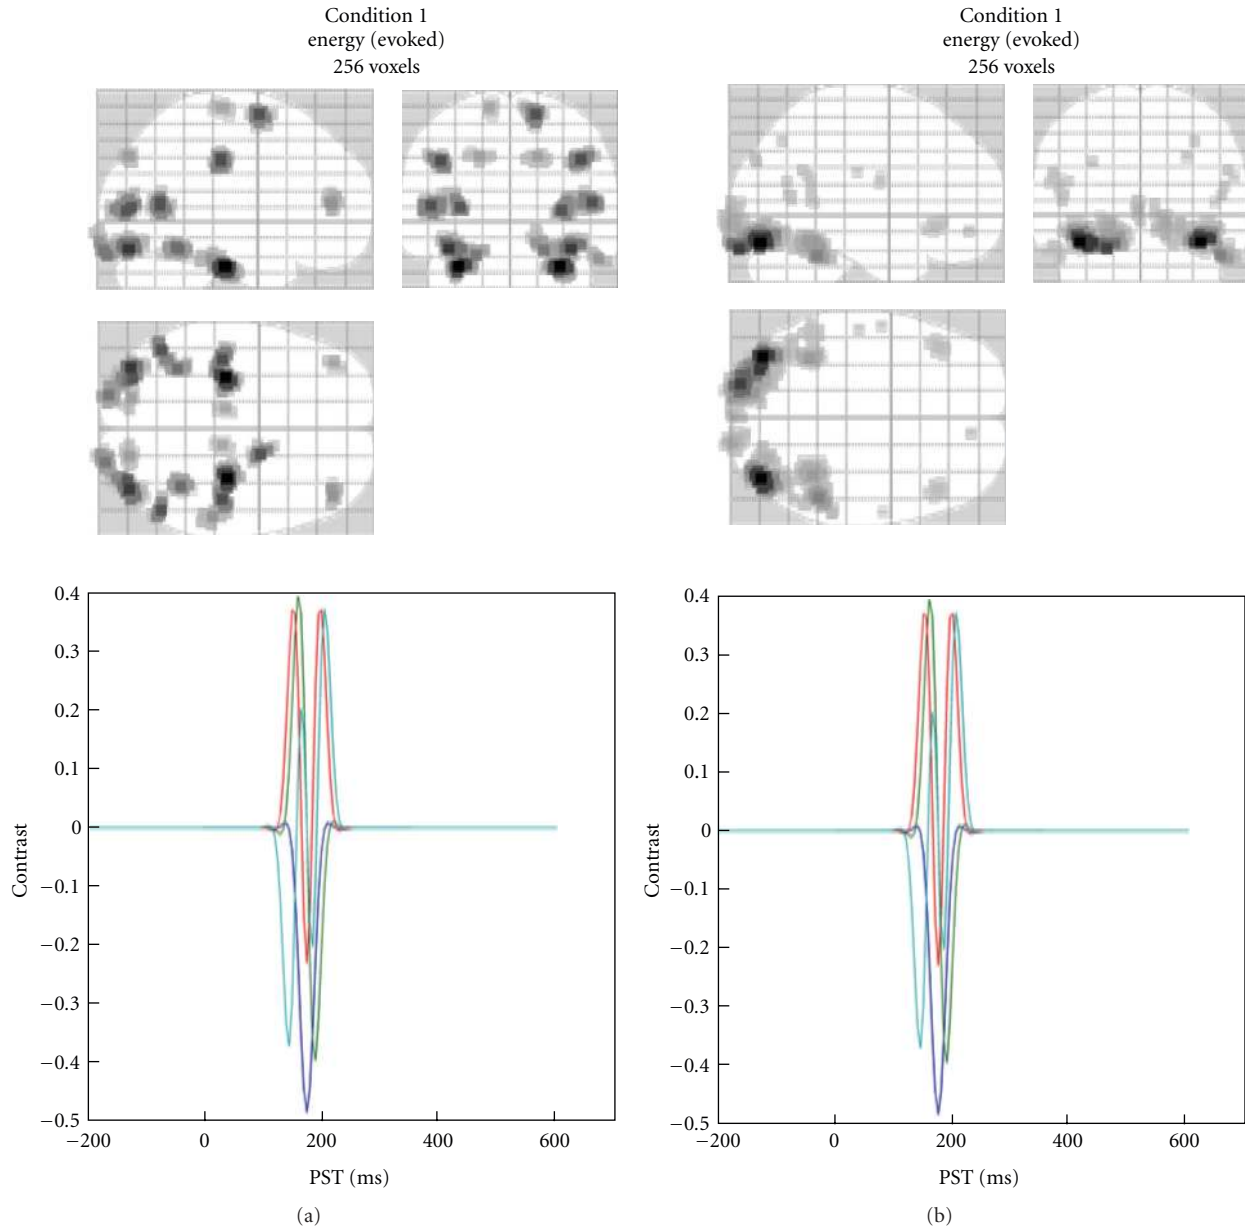 Condition 1
energy (evoked)
256 voxels
Condition 1
energy (evoked)
256 voxels
0.4
0.3
0.2
0.1
0
−0.1
−0.2
−0.3
−0.4
−0.5
Contrast
−200
0
200
400
600
PST (ms)
(a)
0.4
0.3
0.2
0.1
0
−0.1
−0.2
−0.3
−0.4
−0.5
Contrast
−200
0
200
400
600
PST (ms)
(b)